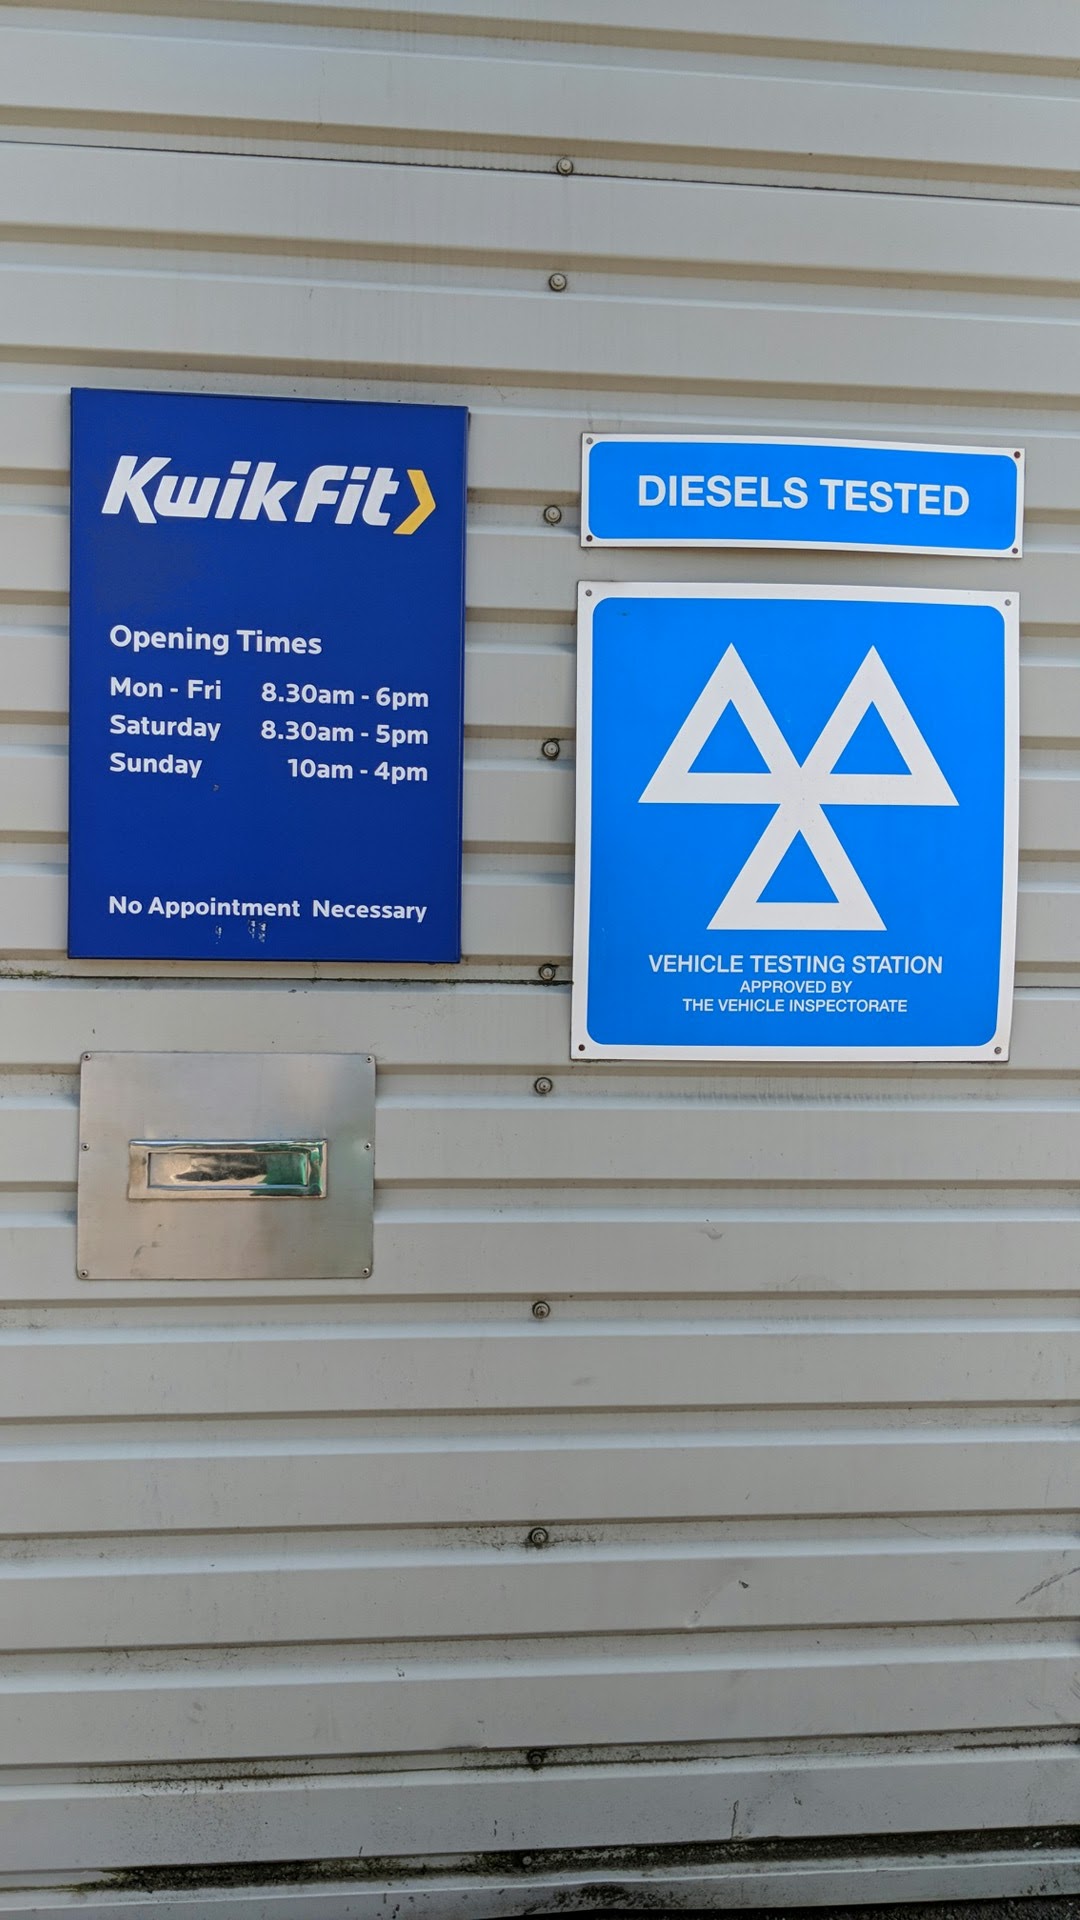 KwikFit
Opening Times
Mon - Fri 8.30am - 6pm
Saturday 8.30am - 5pm
Sunday 10am - 4pm
No Appointment Necessary
DIESELS TESTED
VEHICLE TESTING STATION
APPROVED BY
THE VEHICLE INSPECTORATE